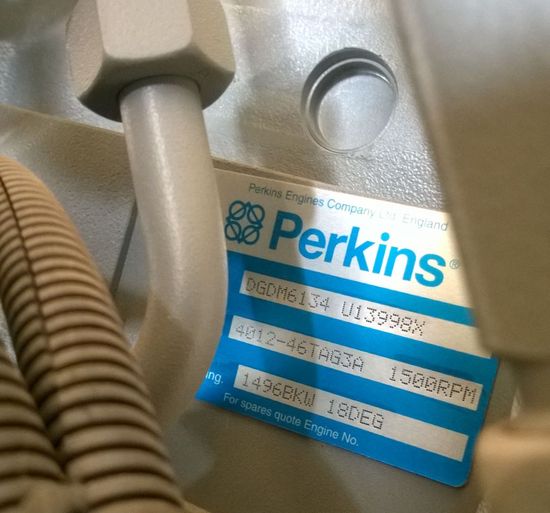 Perkins Engines Company Ltd. England
Perkins®
DGDM6134 U13998X
4012-46TAG3A 1500RPM
1496BKW 18DEG
For spares quote Engine No.